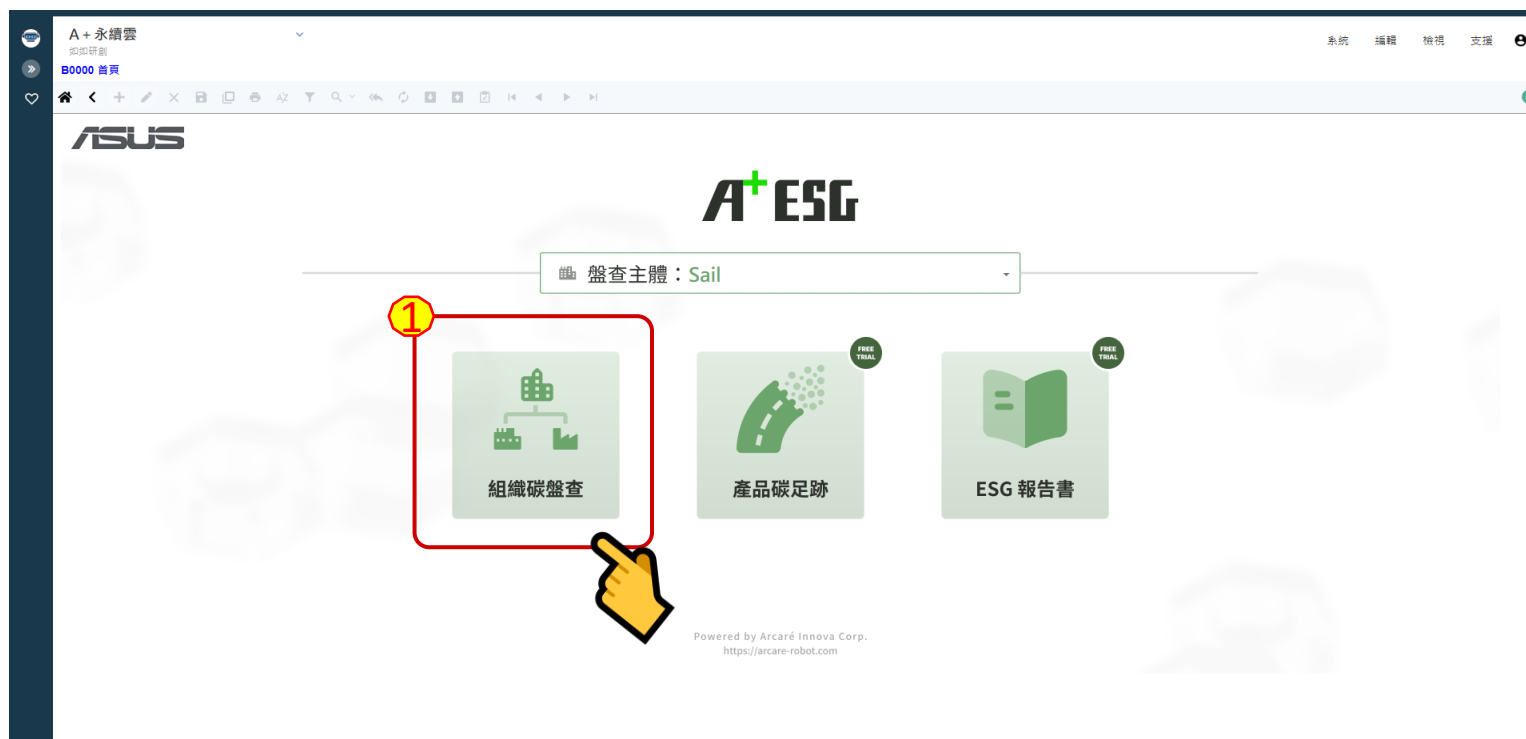 A + 永續雲
如如研創
系統 編輯 檢視 支援
B0000 首頁
ASUS
A+ESG
盤查主體：Sail
1
FREE
TRIAL
FREE
TRIAL
組織碳盤查
產品碳足跡
ESG 報告書
Powered by Arcaré Innova Corp.
https://arcare-robot.com